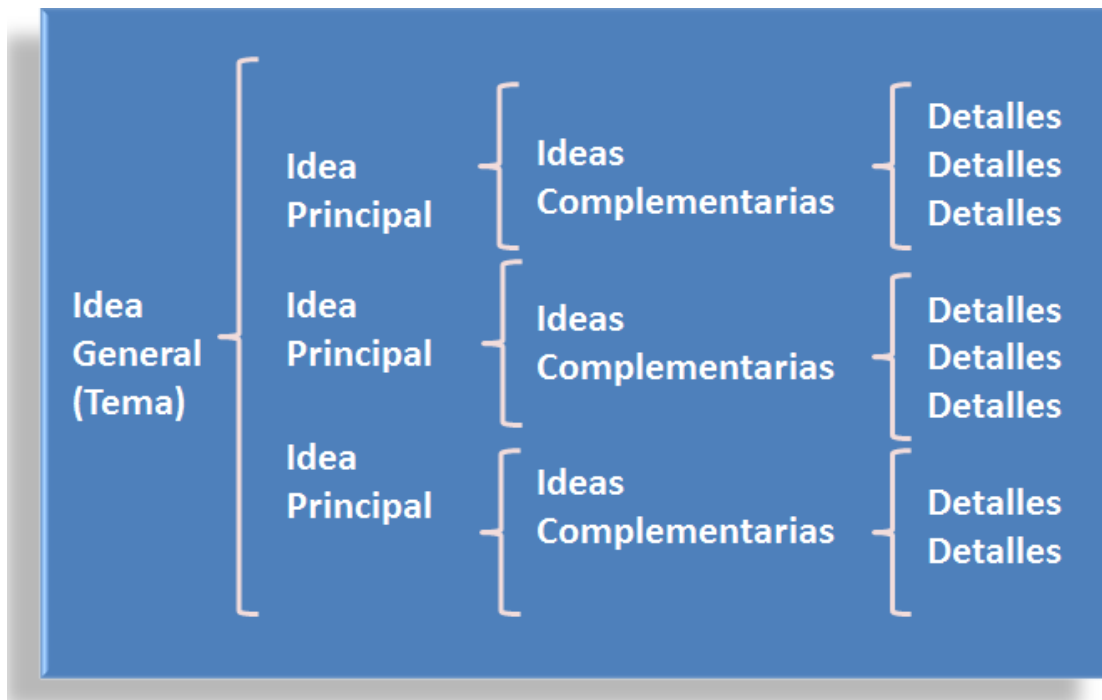 Idea
General
(Tema)
Idea
Principal
Ideas
Complementarias
Detalles
Detalles
Detalles
Idea
Principal
Ideas
Complementarias
Detalles
Detalles
Detalles
Idea
Principal
Ideas
Complementarias
Detalles
Detalles